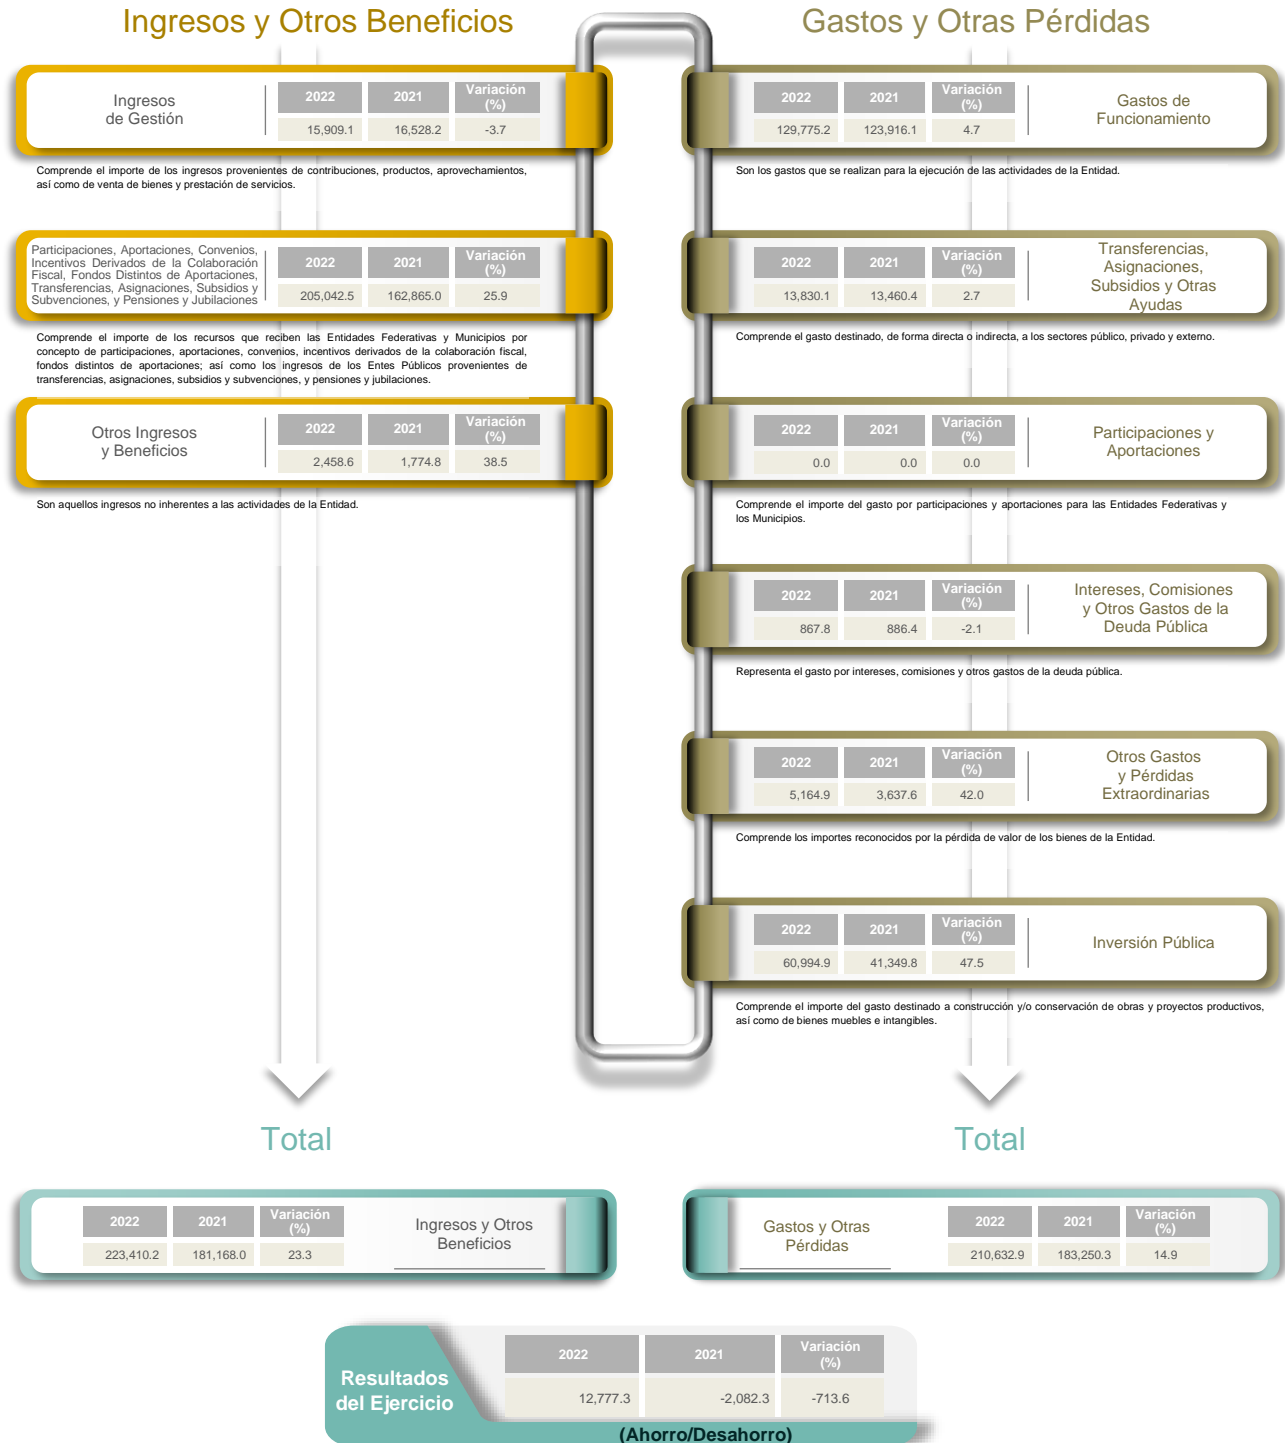 Ingresos y Otros Beneficios
Ingresos
de Gestión
2022 2021 Variación (%)
15,909.1 16,528.2 -3.7
Comprende el importe de los ingresos provenientes de contribuciones, productos, aprovechamientos,
así como de venta de bienes y prestación de servicios.
Participaciones, Aportaciones, Convenios,
Incentivos Derivados de la Colaboración
Fiscal, Fondos Distintos de Aportaciones,
Transferencias, Asignaciones, Subsidios y
Subvenciones, y Pensiones y Jubilaciones
2022 2021 Variación (%)
205,042.5 162,865.0 25.9
Comprende el importe de los recursos que reciben las Entidades Federativas y Municipios por
concepto de participaciones, aportaciones, convenios, incentivos derivados de la colaboración fiscal,
fondos distintos de aportaciones; así como los ingresos de los Entes Públicos provenientes de
transferencias, asignaciones, subsidios y subvenciones, y pensiones y jubilaciones.
Otros Ingresos
y Beneficios
2022 2021 Variación (%)
2,458.6 1,774.8 38.5
Son aquellos ingresos no inherentes a las actividades de la Entidad.
Gastos y Otras Pérdidas
2022 2021 Variación (%)
129,775.2 123,916.1 4.7
Gastos de
Funcionamiento
Son los gastos que se realizan para la ejecución de las actividades de la Entidad.
2022 2021 Variación (%)
13,830.1 13,460.4 2.7
Transferencias,
Asignaciones,
Subsidios y Otras
Ayudas
Comprende el gasto destinado, de forma directa o indirecta, a los sectores público, privado y externo.
2022 2021 Variación (%)
0.0 0.0 0.0
Participaciones y
Aportaciones
Comprende el importe del gasto por participaciones y aportaciones para las Entidades Federativas y
los Municipios.
2022 2021 Variación (%)
867.8 886.4 -2.1
Intereses, Comisiones
y Otros Gastos de la
Deuda Pública
Representa el gasto por intereses, comisiones y otros gastos de la deuda pública.
2022 2021 Variación (%)
5,164.9 3,637.6 42.0
Otros Gastos
y Pérdidas
Extraordinarias
Comprende los importes reconocidos por la pérdida de valor de los bienes de la Entidad.
2022 2021 Variación (%)
60,994.9 41,349.8 47.5
Inversión Pública
Comprende el importe del gasto destinado a construcción y/o conservación de obras y proyectos productivos,
así como de bienes muebles e intangibles.
Total
2022 2021 Variación (%)
223,410.2 181,168.0 23.3
Ingresos y Otros
Beneficios
Total
Gastos y Otras
Pérdidas
2022 2021 Variación (%)
210,632.9 183,250.3 14.9
Resultados
del Ejercicio
2022 2021 Variación (%)
12,777.3 -2,082.3 -713.6
(Ahorro/Desahorro)